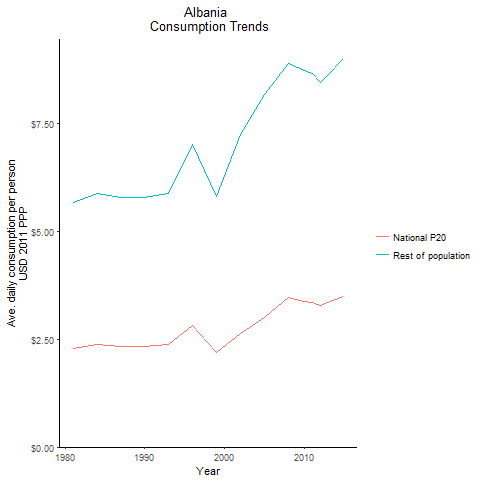 Albania
Consumption Trends
Ave. daily consumption per person
USD 2011 PPP
$7.50
$5.00
$2.50
$0.00
1980 1990 2000 2010
Year
National P20
Rest of population